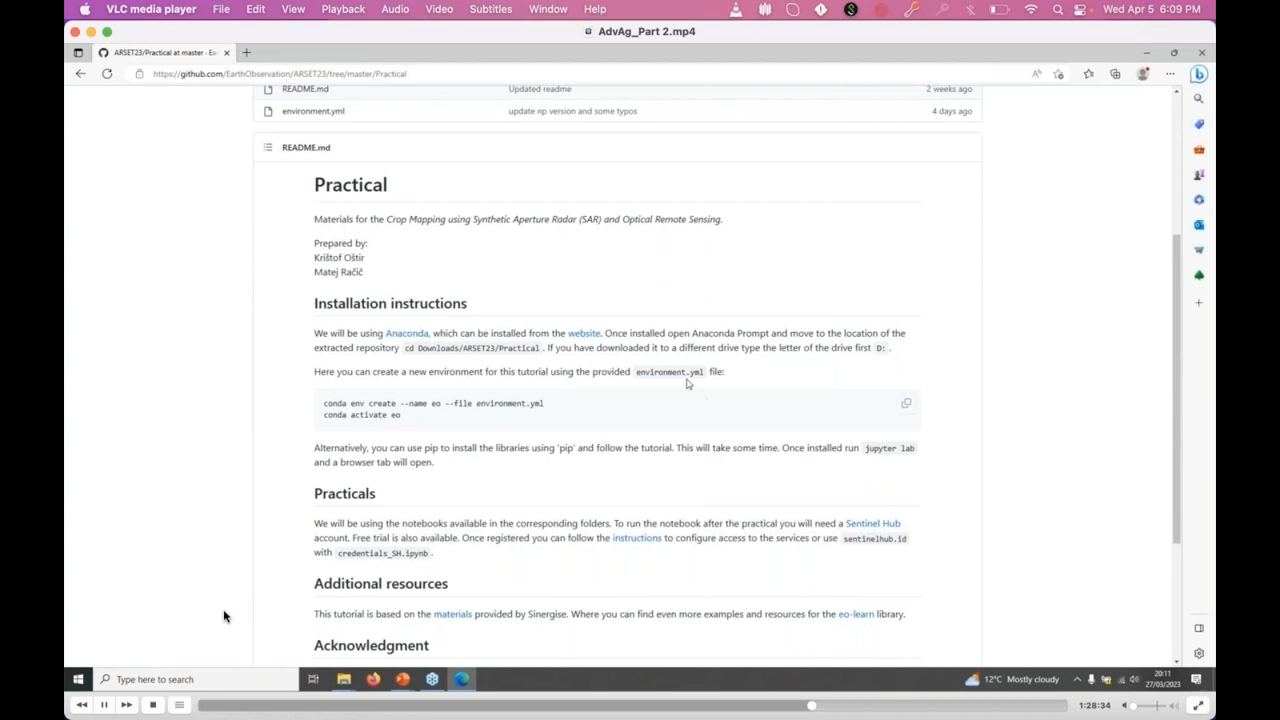 VLC media player File Edit View Playback Audio Video Subtitles Window Help Wed Apr 5 6:09 PM
AdvAg_Part 2.mp4
ARSET23/Practical at master · Ea
https://github.com/EarthObservation/ARSET23/tree/master/Practical
README.md Updated readme 2 weeks ago
environment.yml update np version and some typos 4 days ago
README.md
Practical
Materials for the Crop Mapping using Synthetic Aperture Radar (SAR) and Optical Remote Sensing.
Prepared by:
Krištof Oštir
Matej Račič
Installation instructions
We will be using Anaconda, which can be installed from the website. Once installed open Anaconda Prompt and move to the location of the
extracted repository cd Downloads/ARSET23/Practical. If you have downloaded it to a different drive type the letter of the drive first D:.
Here you can create a new environment for this tutorial using the provided environment.yml file:
conda env create --name eo --file environment.yml
conda activate eo
Alternatively, you can use pip to install the libraries using `pip` and follow the tutorial. This will take some time. Once installed run jupyter lab
and a browser tab will open.
Practicals
We will be using the notebooks available in the corresponding folders. To run the notebook after the practical you will need a Sentinel Hub
account. Free trial is also available. Once registered you can follow the instructions to configure access to the services or use sentinelhub.id
with credentials_SH.ipynb.
Additional resources
This tutorial is based on the materials provided by Sinergise. Where you can find even more examples and resources for the eo-learn library.
Acknowledgment
Type here to search 12°C Mostly cloudy 20:11
27/03/2023
1:28:34